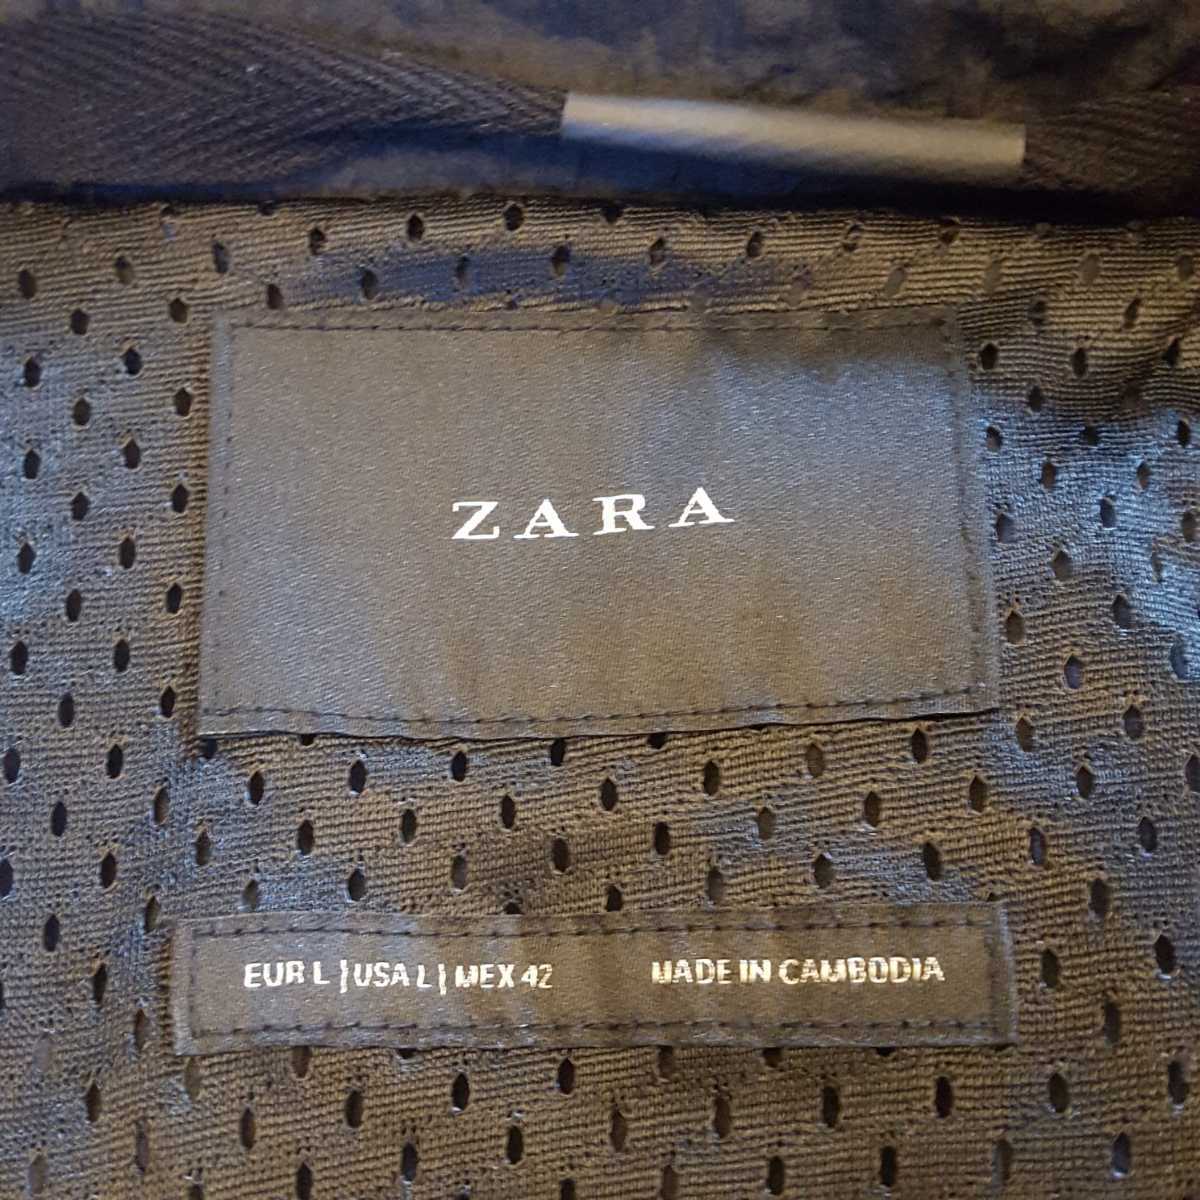 ZARA
EUR L | USA L | MEX 42 MADE IN CAMBODIA